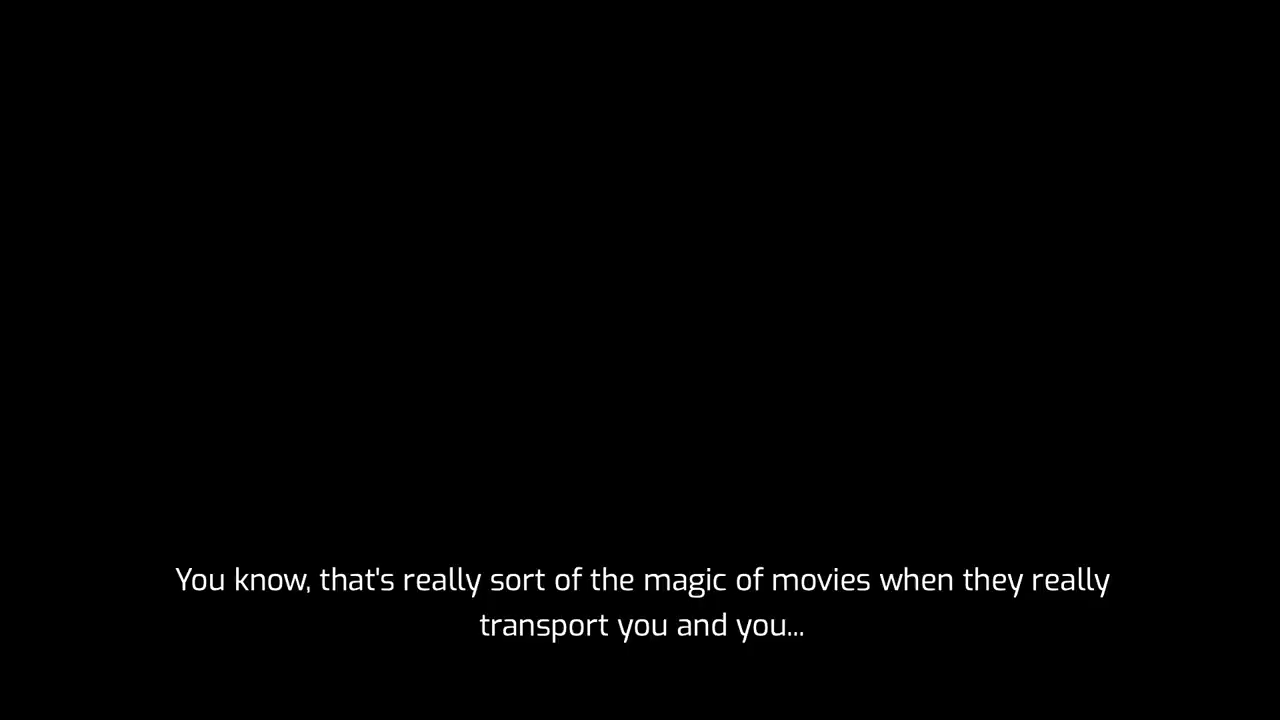 You know, that's really sort of the magic of movies when they really
transport you and you...